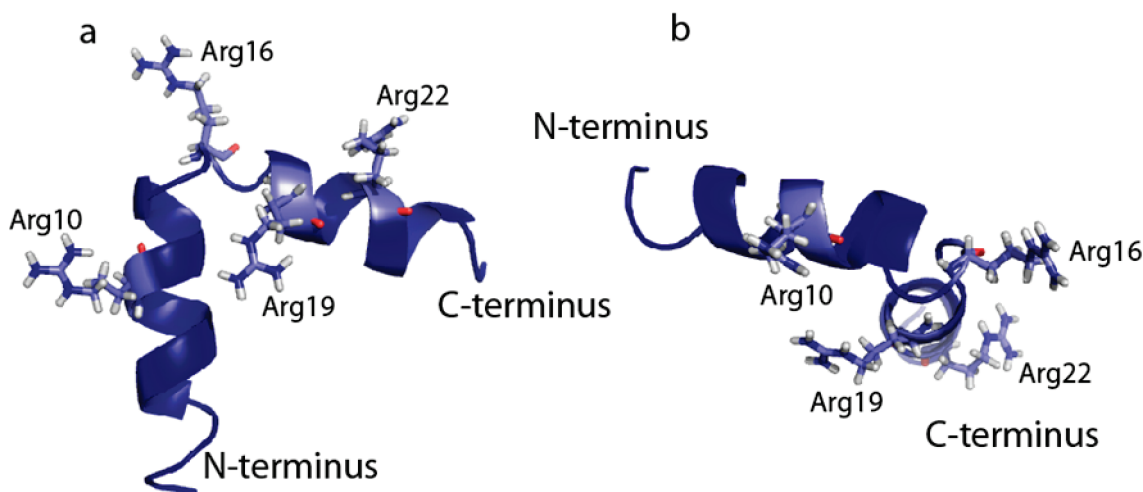 a
Arg16
Arg22
Arg10
Arg19
C-terminus
N-terminus
b
N-terminus
Arg16
Arg10
Arg22
Arg19
C-terminus